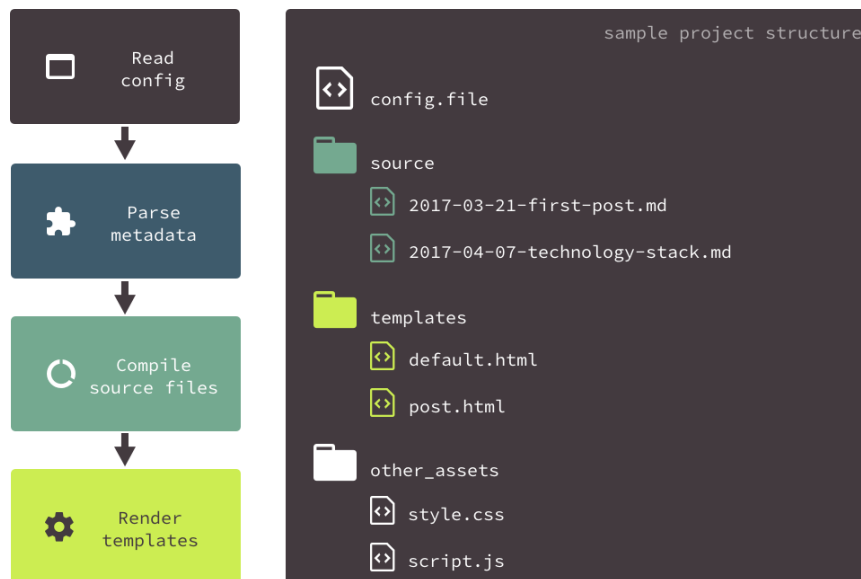 Read
config
Parse
metadata
Compile
source files
Render
templates
sample project structure
config.file
source
2017-03-21-first-post.md
2017-04-07-technology-stack.md
templates
default.html
post.html
other_assets
style.css
script.js